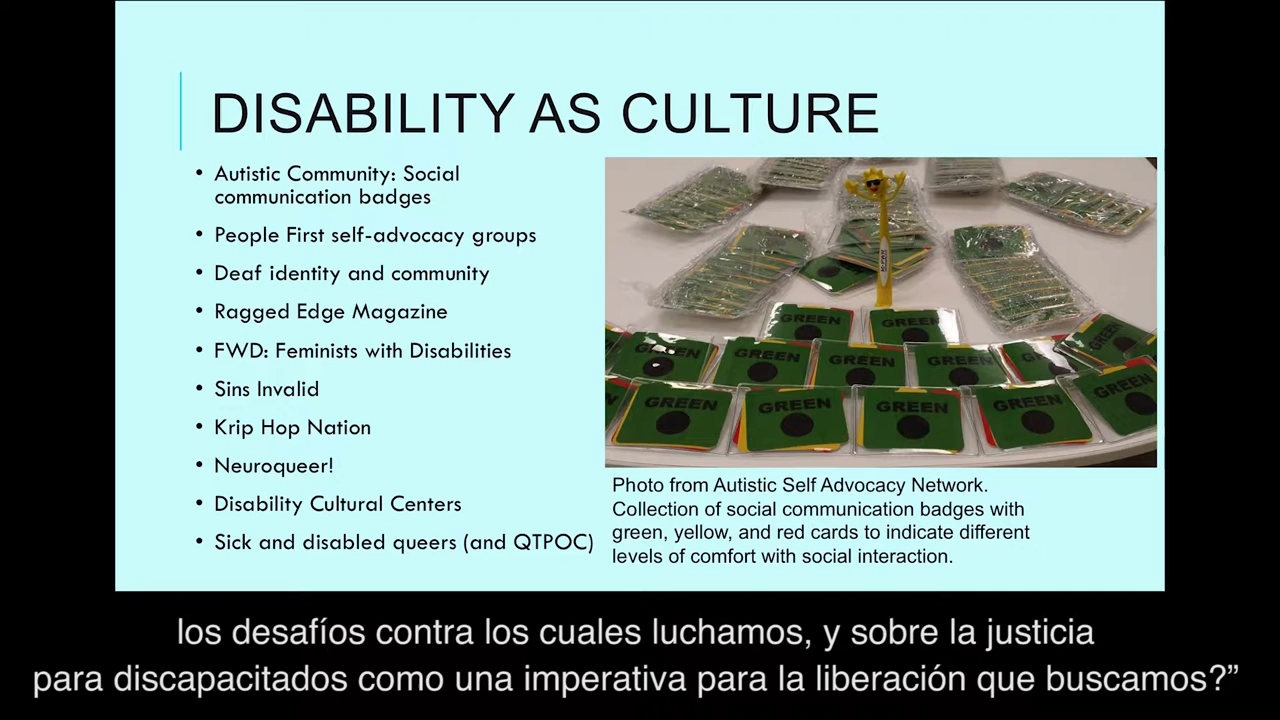 DISABILITY AS CULTURE
• Autistic Community: Social
communication badges
• People First self-advocacy groups
• Deaf identity and community
• Ragged Edge Magazine
• FWD: Feminists with Disabilities
• Sins Invalid
• Krip Hop Nation
• Neuroqueer!
• Disability Cultural Centers
• Sick and disabled queers (and QTPOC)
GREEN GREEN
GREEN GREEN GREEN GREEN GREEN GREEN
GREEN GREEN GREEN GREEN GREEN
Photo from Autistic Self Advocacy Network.
Collection of social communication badges with
green, yellow, and red cards to indicate different
levels of comfort with social interaction.
los desafíos contra los cuales luchamos, y sobre la justicia
para discapacitados como una imperativa para la liberación que buscamos?”